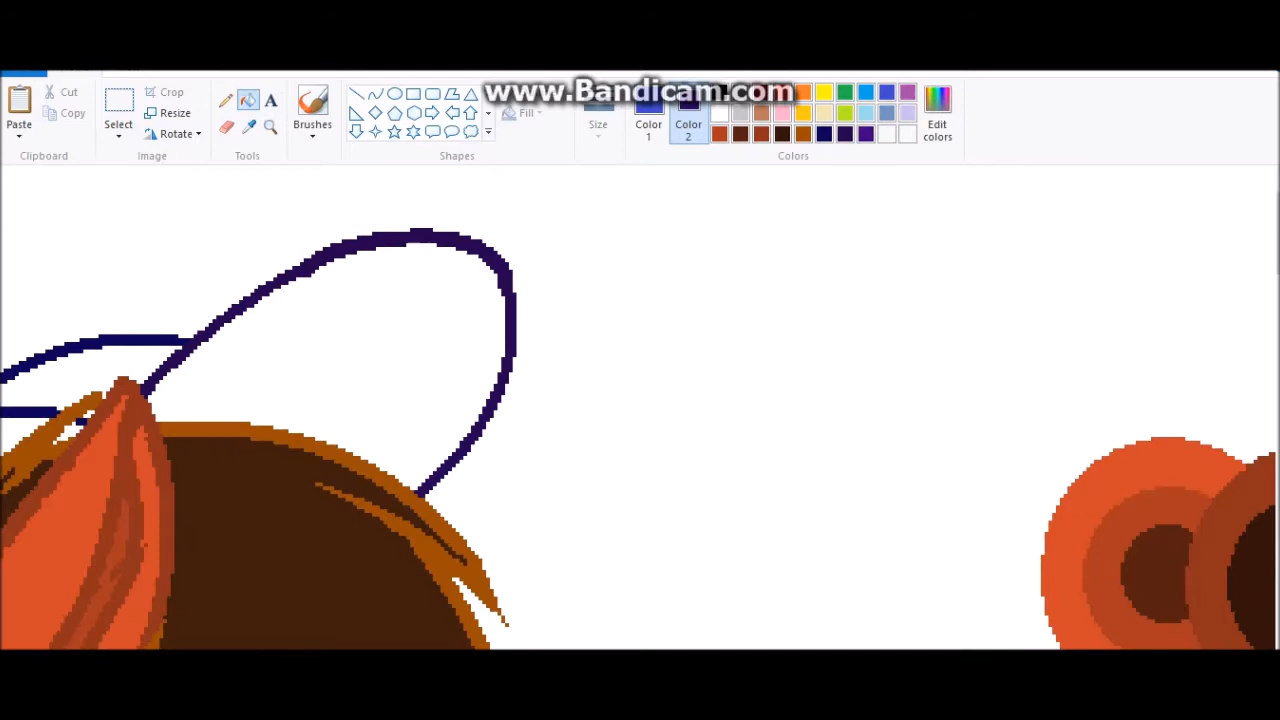 www.Bandicam.com
Cut
Crop
Copy
Resize
Rotate
A
Fill
Paste
Select
Brushes
Size
Color
1
Color
2
Edit
colors
Clipboard
Image
Tools
Shapes
Colors